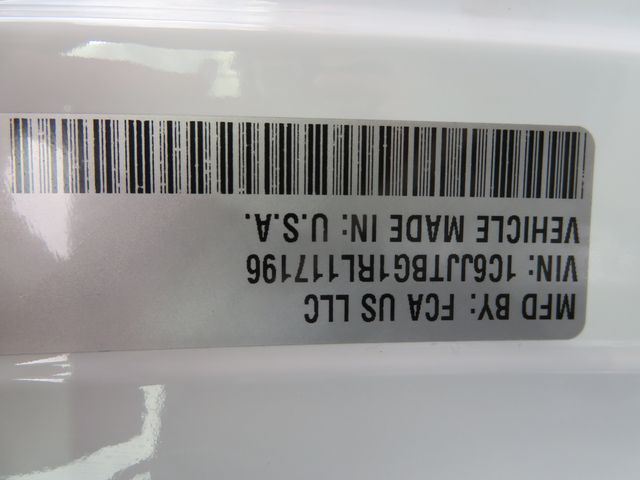 MFD BY: FCA US LLC
VIN: 1C6JJTBG1RL117196
VEHICLE MADE IN: U.S.A.